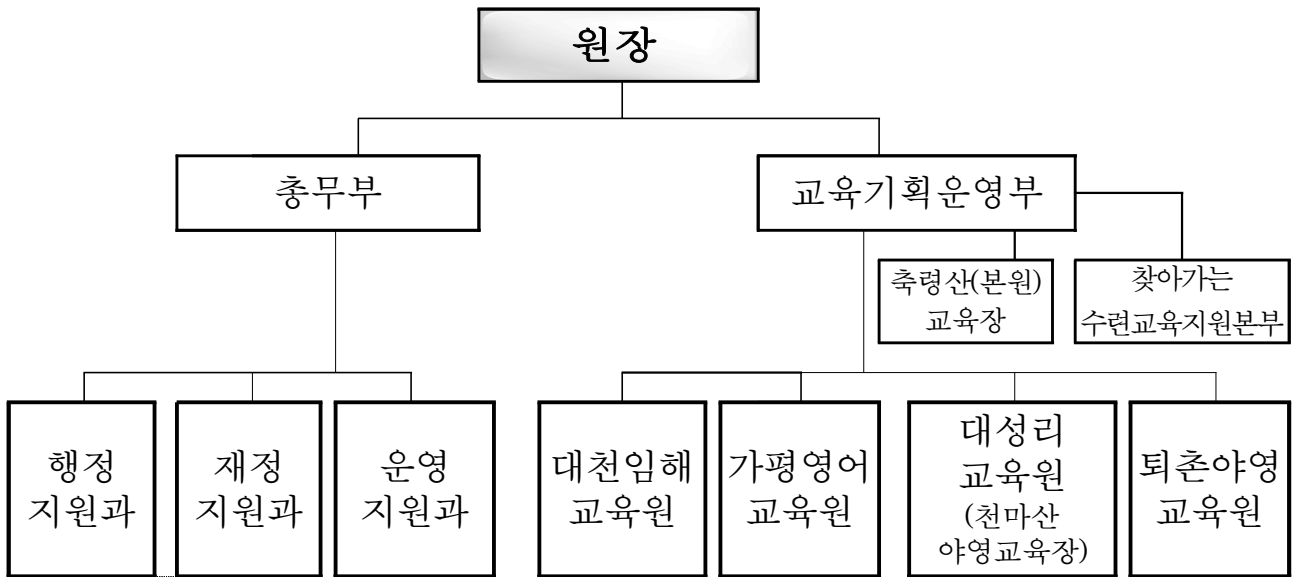 원장
총무부
교육기획운영부
축령산(본원)
교육장
찾아가는
수련교육지원본부
행정
지원과
재정
지원과
운영
지원과
대천임해
교육원
가평영어
교육원
대성리
교육원
(천마산
야영교육장)
퇴촌야영
교육원